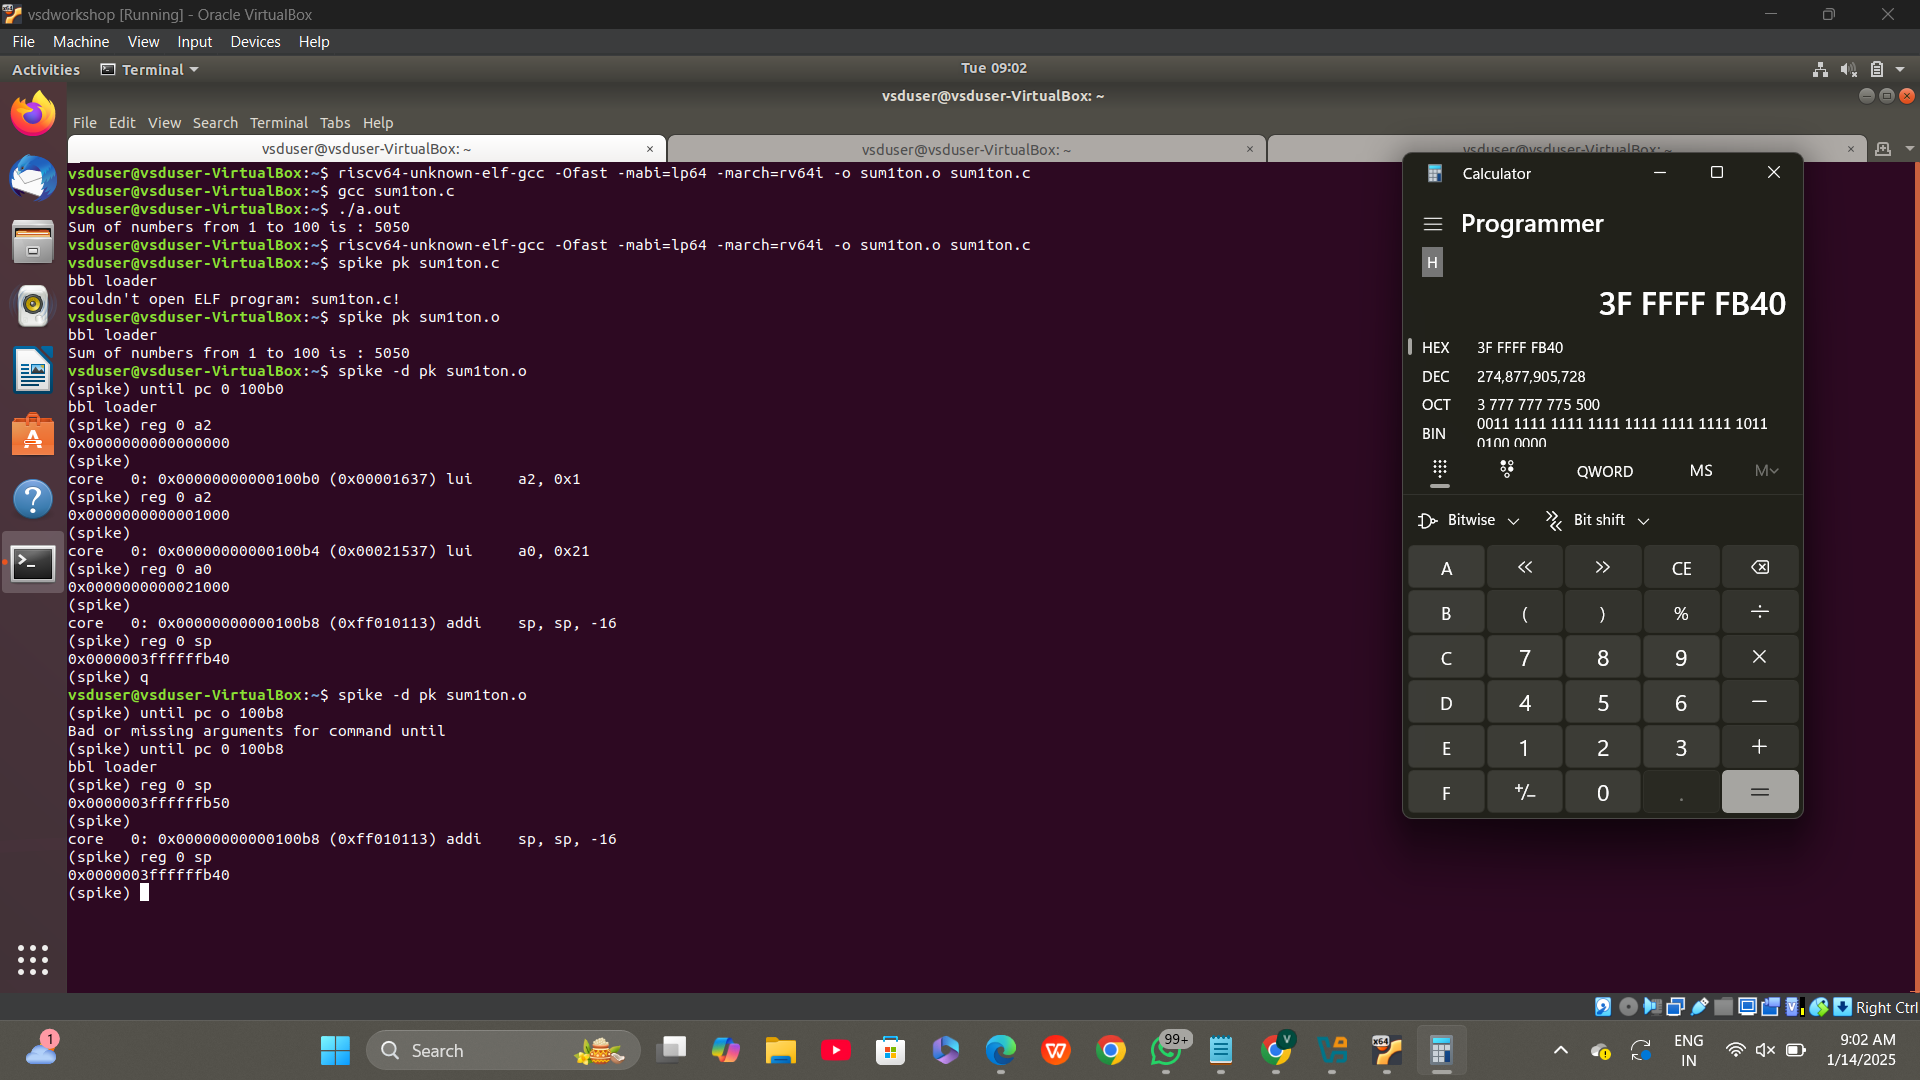 vsdworkshop [Running] - Oracle VirtualBox
File Machine View Input Devices Help
Activities Terminal Tue 09:02
vsduser@vsduser-VirtualBox: ~
File Edit View Search Terminal Tabs Help
vsduser@vsduser-VirtualBox: ~ × vsduser@vsduser-VirtualBox: ~ × vsduser@vsduser-VirtualBox: ~ ×
vsduser@vsduser-VirtualBox:~$ riscv64-unknown-elf-gcc -Ofast -mabi=lp64 -march=rv64i -o sum1ton.o sum1ton.c
vsduser@vsduser-VirtualBox:~$ gcc sum1ton.c
vsduser@vsduser-VirtualBox:~$ ./a.out
Sum of numbers from 1 to 100 is : 5050
vsduser@vsduser-VirtualBox:~$ riscv64-unknown-elf-gcc -Ofast -mabi=lp64 -march=rv64i -o sum1ton.o sum1ton.c
vsduser@vsduser-VirtualBox:~$ spike pk sum1ton.c
bbl loader
couldn't open ELF program: sum1ton.c!
vsduser@vsduser-VirtualBox:~$ spike pk sum1ton.o
bbl loader
Sum of numbers from 1 to 100 is : 5050
vsduser@vsduser-VirtualBox:~$ spike -d pk sum1ton.o
(spike) until pc 0 100b0
bbl loader
(spike) reg 0 a2
0x0000000000000000
(spike)
core   0: 0x00000000000100b0 (0x00001637) lui     a2, 0x1
(spike) reg 0 a2
0x0000000000001000
(spike)
core   0: 0x00000000000100b4 (0x00021537) lui     a0, 0x21
(spike) reg 0 a0
0x0000000000021000
(spike)
core   0: 0x00000000000100b8 (0xff010113) addi    sp, sp, -16
(spike) reg 0 sp
0x0000003ffffffb40
(spike) q
vsduser@vsduser-VirtualBox:~$ spike -d pk sum1ton.o
(spike) until pc o 100b8
Bad or missing arguments for command until
(spike) until pc 0 100b8
bbl loader
(spike) reg 0 sp
0x0000003ffffffb50
(spike)
core   0: 0x00000000000100b8 (0xff010113) addi    sp, sp, -16
(spike) reg 0 sp
0x0000003ffffffb40
(spike)
Calculator
Programmer
H
3F FFFF FB40
HEX 3F FFFF FB40
DEC 274,877,905,728
OCT 3 777 777 775 500
BIN 0011 1111 1111 1111 1111 1111 1111 1011
0100 0000
QWORD MS M
Bitwise Bit shift
A << >> CE
B ( ) % ÷
C 7 8 9 ×
D 4 5 6 −
E 1 2 3 +
F +/− 0 . =
Right Ctrl
1
Search
99+
V
x64
ENG
IN
9:02 AM
1/14/2025